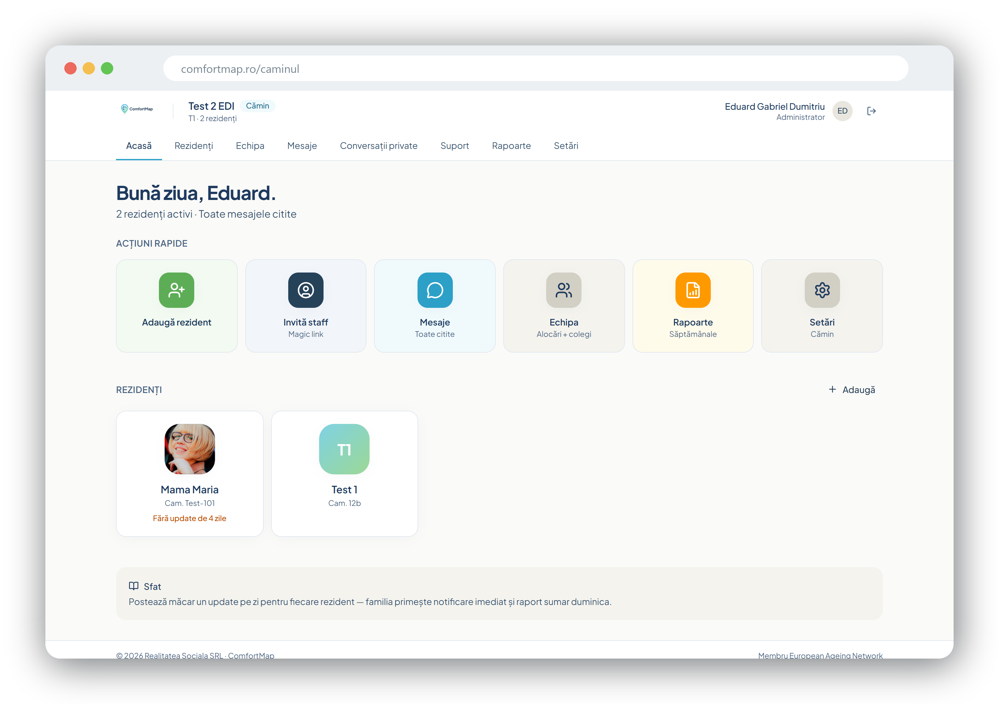 comfortmap.ro/caminul
ComfortMap
Test 2 EDI
Cămin
T1 · 2 rezidenți
Eduard Gabriel Dumitriu
Administrator
ED
Acasă
Rezidenți
Echipa
Mesaje
Conversații private
Suport
Rapoarte
Setări
Bună ziua, Eduard.
2 rezidenți activi · Toate mesajele citite
ACȚIUNI RAPIDE
Adaugă rezident
Invită staff
Magic link
Mesaje
Toate citite
Echipa
Alocări + colegi
Rapoarte
Săptămânale
Setări
Cămin
REZIDENȚI
+ Adaugă
Mama Maria
Cam. Test-101
Fără update de 4 zile
T1
Test 1
Cam. 12b
Sfat
Postează măcar un update pe zi pentru fiecare rezident — familia primește notificare imediat și raport sumar duminica.
© 2026 Realitatea Sociala SRL · ComfortMap
Membru European Ageing Network